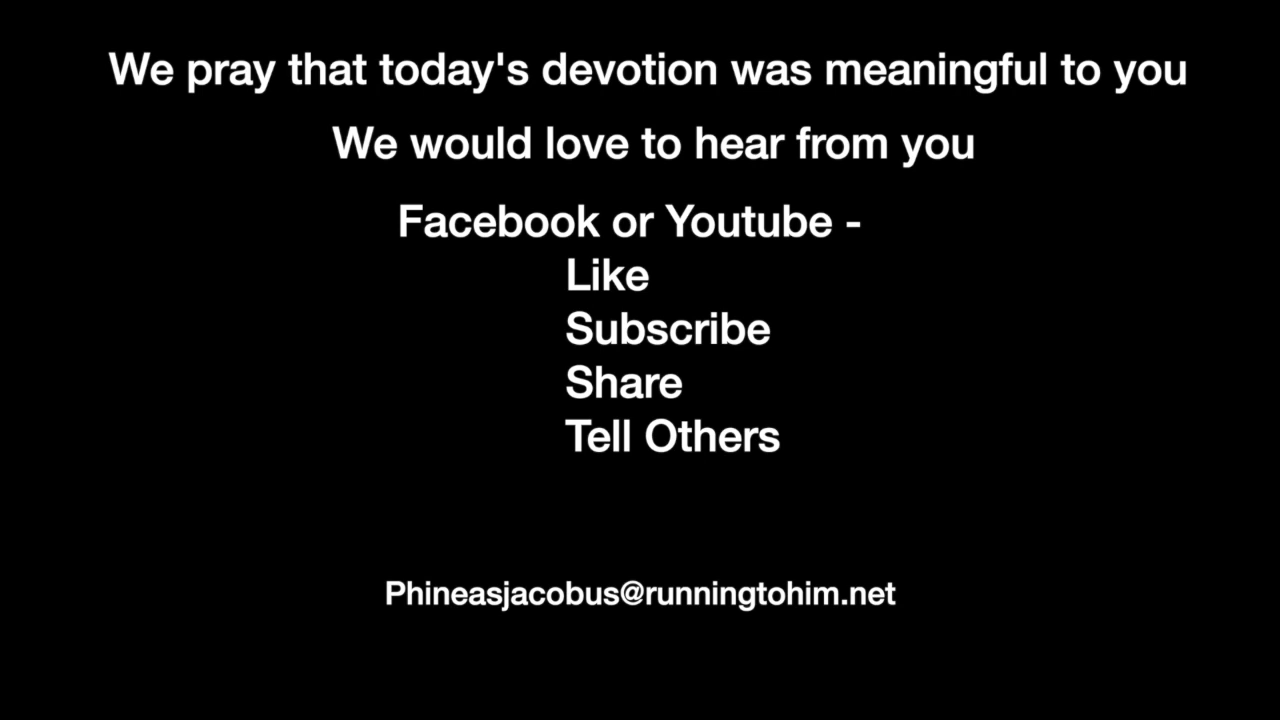 We pray that today's devotion was meaningful to you
We would love to hear from you
Facebook or Youtube -
Like
Subscribe
Share
Tell Others
Phineasjacobus@runningtohim.net